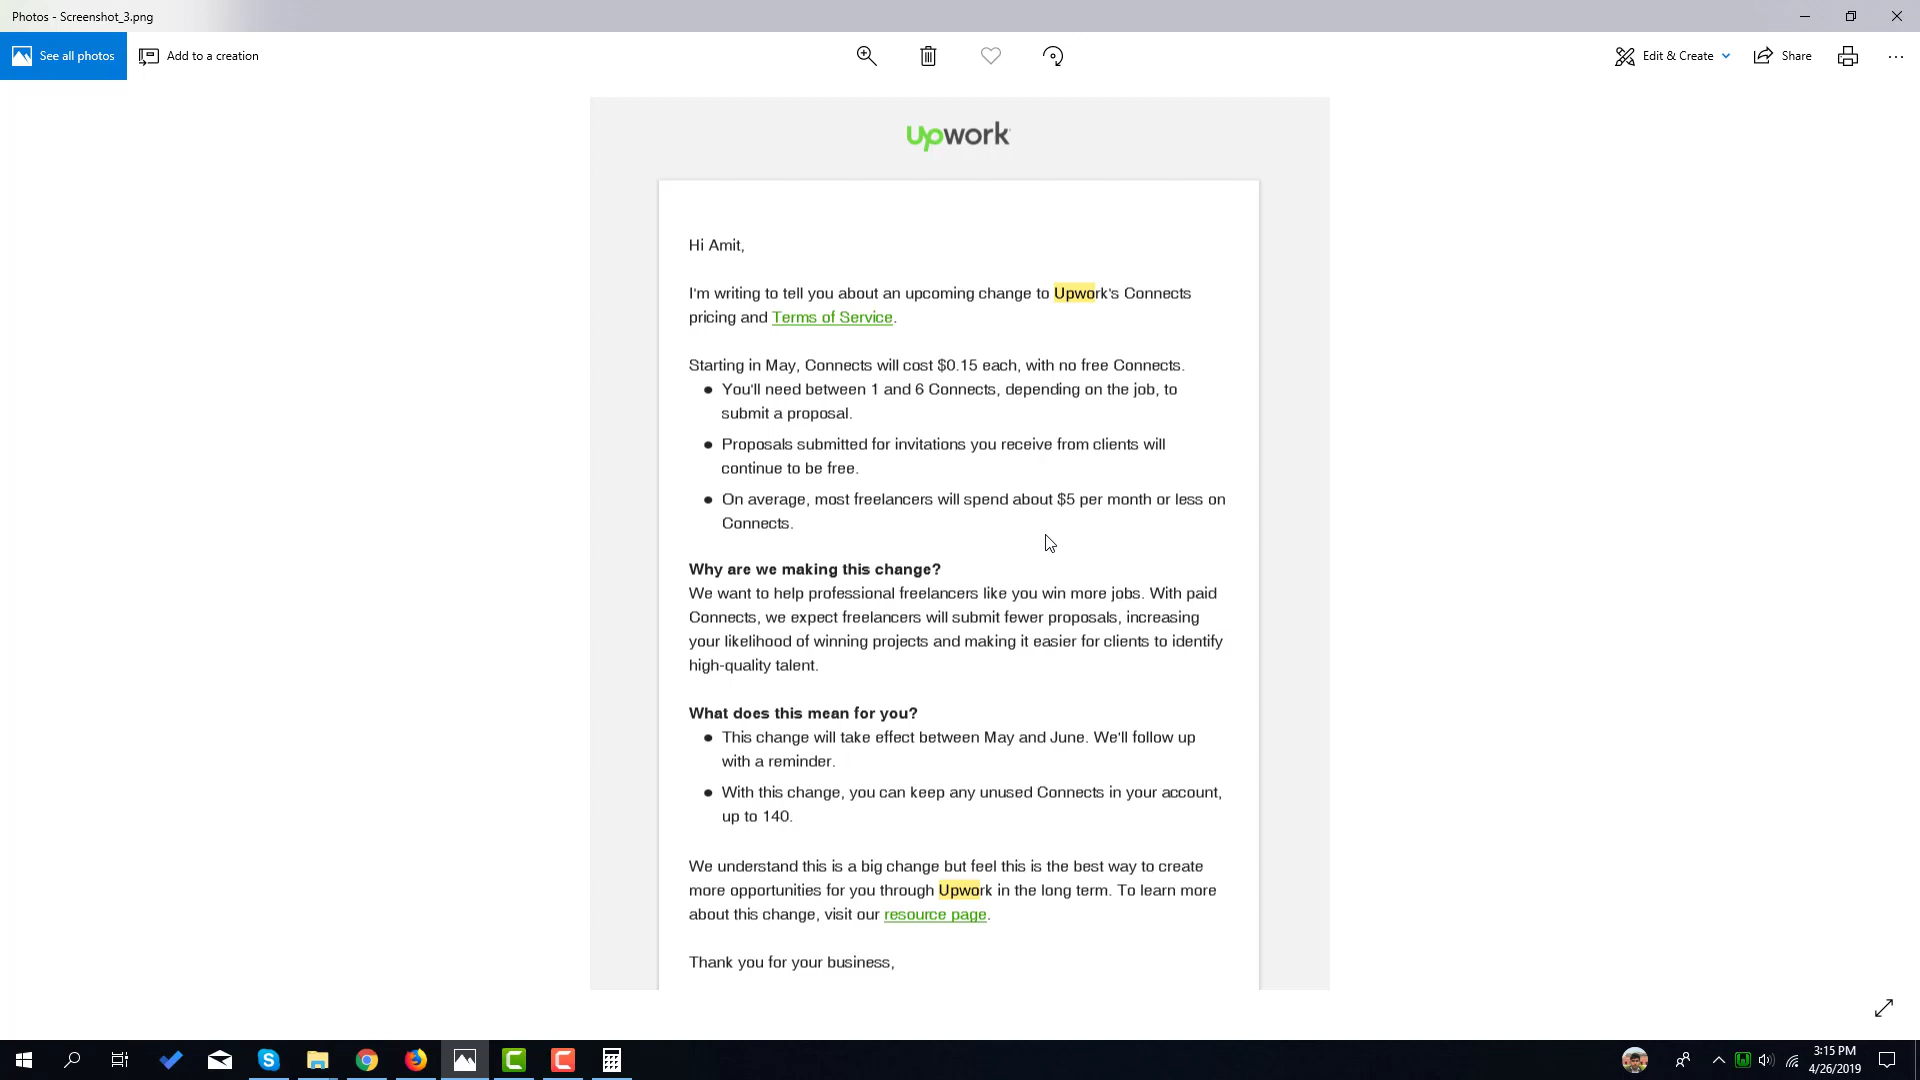 Photos - Screenshot_3.png
See all photos
Add to a creation
Edit & Create
Share
Upwork
Hi Amit,
I'm writing to tell you about an upcoming change to Upwork's Connects
pricing and Terms of Service.
Starting in May, Connects will cost $0.15 each, with no free Connects.
● You'll need between 1 and 6 Connects, depending on the job, to
submit a proposal.
● Proposals submitted for invitations you receive from clients will
continue to be free.
● On average, most freelancers will spend about $5 per month or less on
Connects.
Why are we making this change?
We want to help professional freelancers like you win more jobs. With paid
Connects, we expect freelancers will submit fewer proposals, increasing
your likelihood of winning projects and making it easier for clients to identify
high-quality talent.
What does this mean for you?
● This change will take effect between May and June. We'll follow up
with a reminder.
● With this change, you can keep any unused Connects in your account,
up to 140.
We understand this is a big change but feel this is the best way to create
more opportunities for you through Upwork in the long term. To learn more
about this change, visit our resource page.
Thank you for your business,
3:15 PM
4/26/2019